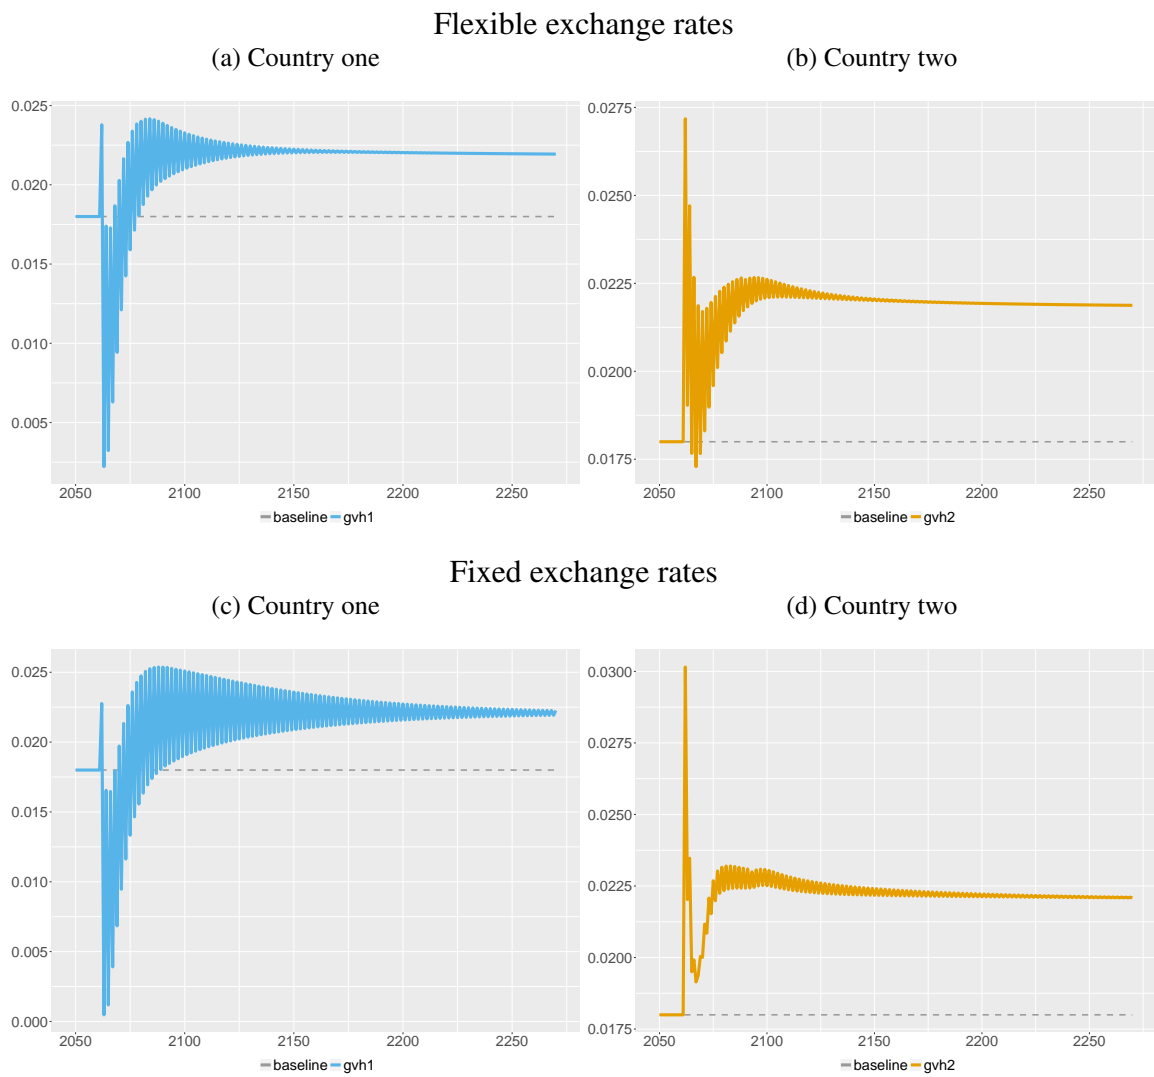 Flexible exchange rates
(a) Country one
(b) Country two
0.025
0.020
0.015
0.010
0.005
2050 2100 2150 2200 2250
baseline gvh1
0.0275
0.0250
0.0225
0.0200
0.0175
2050 2100 2150 2200 2250
baseline gvh2
Fixed exchange rates
(c) Country one
(d) Country two
0.025
0.020
0.015
0.010
0.005
0.000
2050 2100 2150 2200 2250
baseline gvh1
0.0300
0.0275
0.0250
0.0225
0.0200
0.0175
2050 2100 2150 2200 2250
baseline gvh2